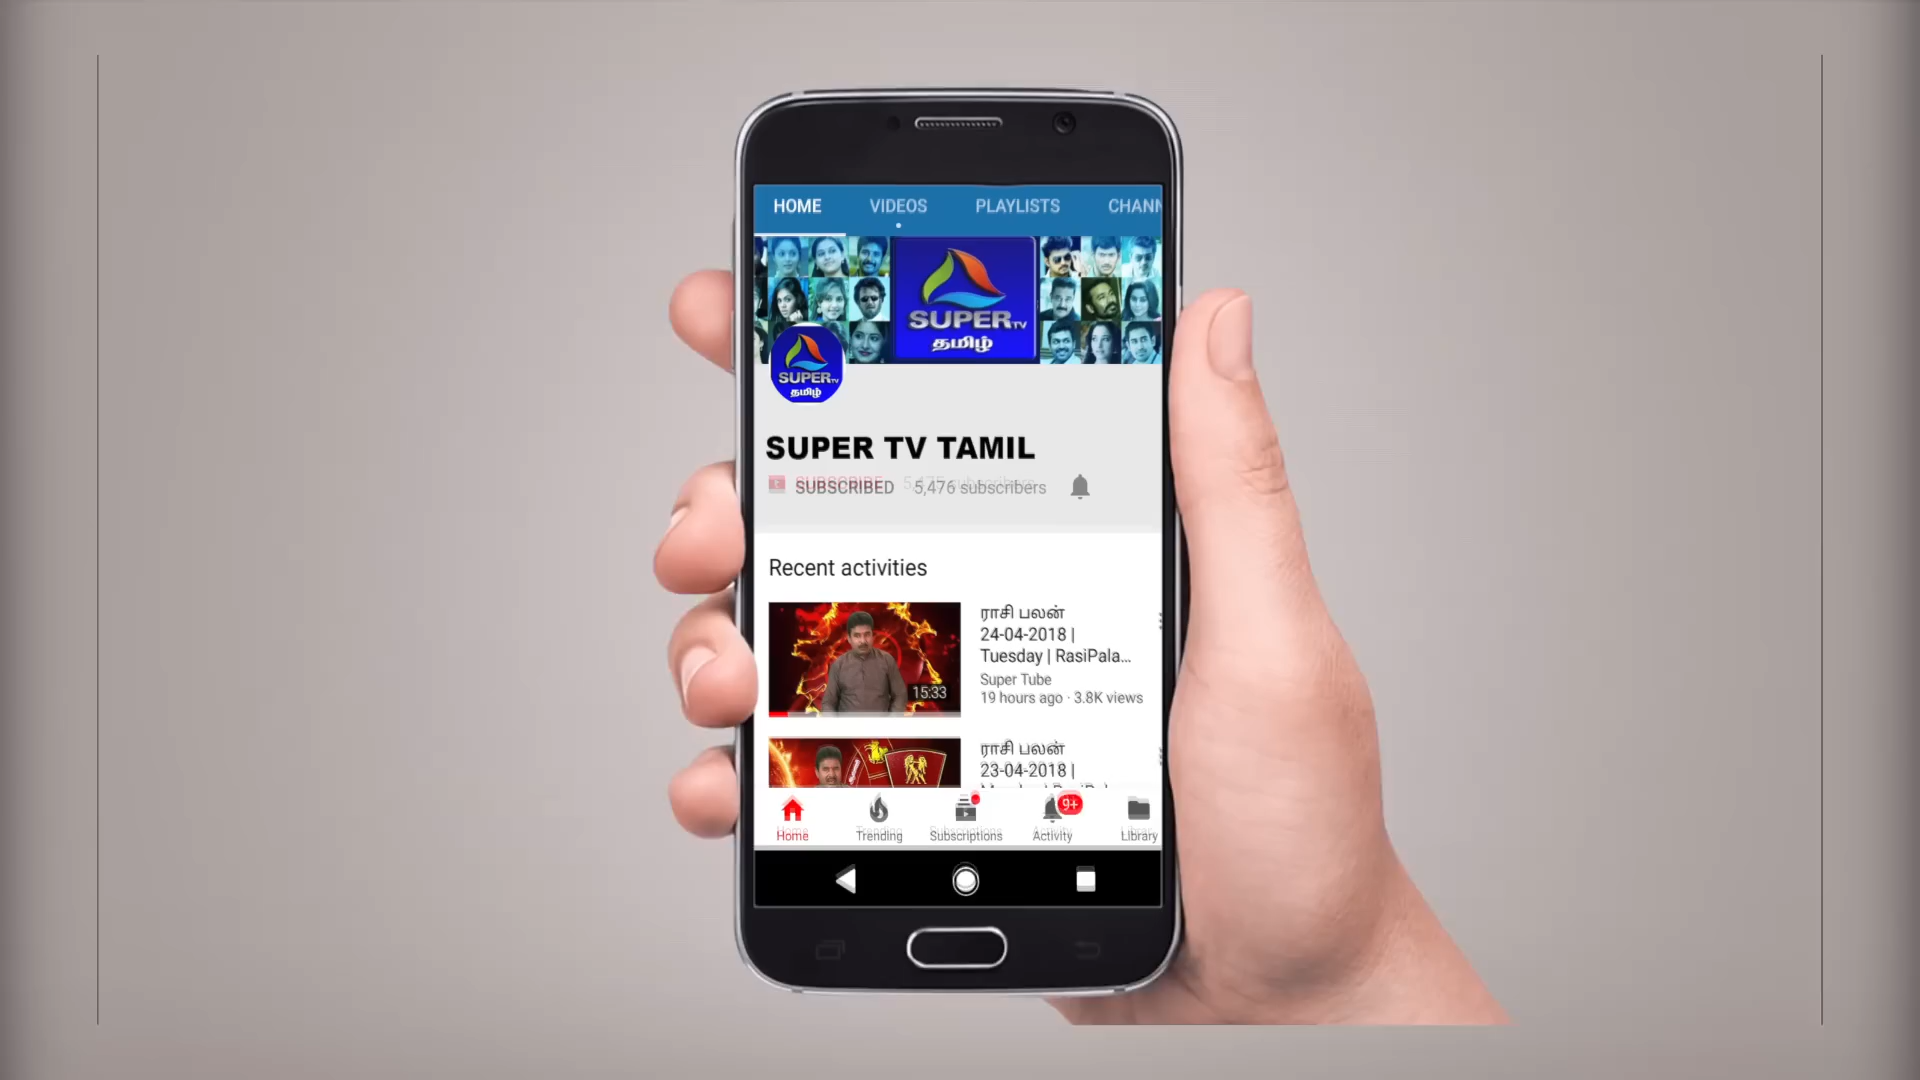 HOME VIDEOS PLAYLISTS CHANN
SUPER TV
தமிழ்
SUPER TV
தமிழ்
SUPER TV TAMIL
SUBSCRIBED 5,476 subscribers
Recent activities
ராசி பலன்
24-04-2018 |
Tuesday | RasiPala...
Super Tube
19 hours ago · 3.8K views
15:33
ராசி பலன்
23-04-2018 |
9+
Home Trending Subscriptions Activity Library